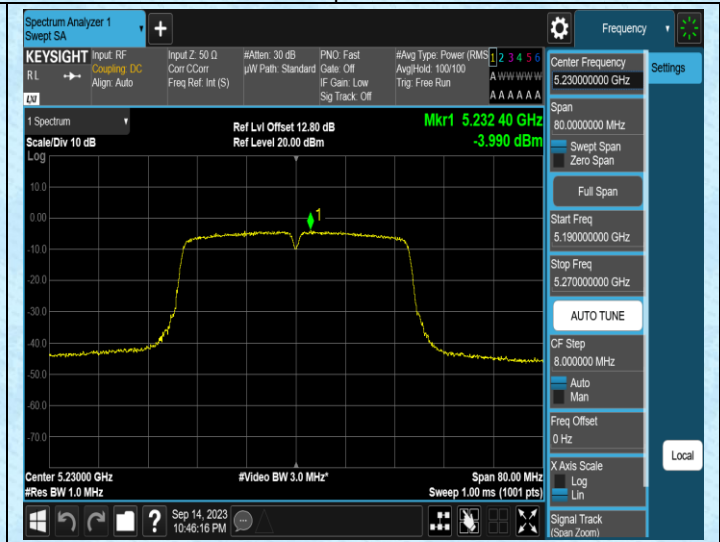 Spectrum Analyzer 1
Swept SA
Frequency
KEYSIGHT
RL
LXI
Input: RF
Coupling: DC
Align: Auto
Input Z: 50 Ω
Corr CCorr
Freq Ref: Int (S)
#Atten: 30 dB
µW Path: Standard
PNO: Fast
Gate: Off
IF Gain: Low
Sig Track: Off
#Avg Type: Power (RMS
Avg|Hold: 100/100
Trig: Free Run
1 2 3 4 5 6
A W W W W W
A A A A A A
1 Spectrum
Scale/Div 10 dB
Log
Ref Lvl Offset 12.80 dB
Ref Level 20.00 dBm
Mkr1 5.232 40 GHz
-3.990 dBm
10.0
0.00
-10.0
-20.0
-30.0
-40.0
-50.0
-60.0
-70.0
1
Center 5.23000 GHz
#Res BW 1.0 MHz
#Video BW 3.0 MHz*
Span 80.00 MHz
Sweep 1.00 ms (1001 pts)
?
Sep 14, 2023
10:46:16 PM
Center Frequency
5.230000000 GHz
Span
80.0000000 MHz
Swept Span
Zero Span
Full Span
Start Freq
5.190000000 GHz
Stop Freq
5.270000000 GHz
AUTO TUNE
CF Step
8.000000 MHz
Auto
Man
Freq Offset
0 Hz
X Axis Scale
Log
Lin
Signal Track
(Span Zoom)
Settings
Local